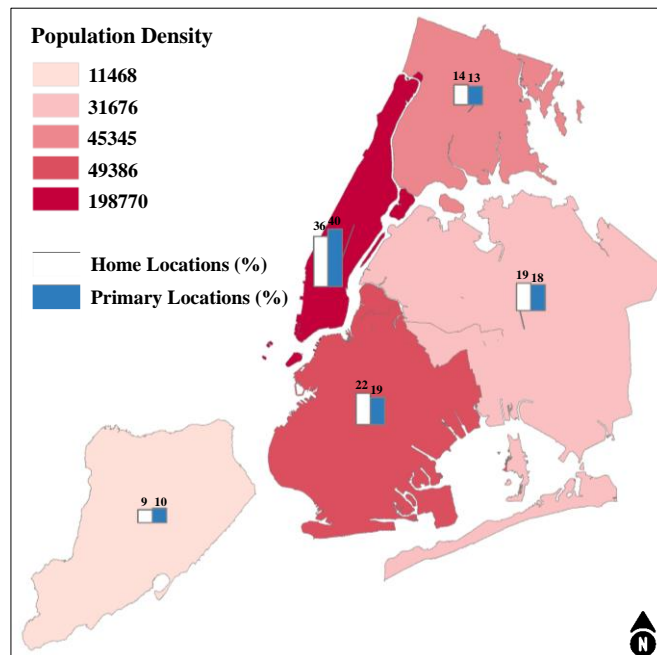 Population Density
11468
31676
45345
49386
198770
Home Locations (%)
Primary Locations (%)
14 13
36 40
19 18
22 19
9 10
N